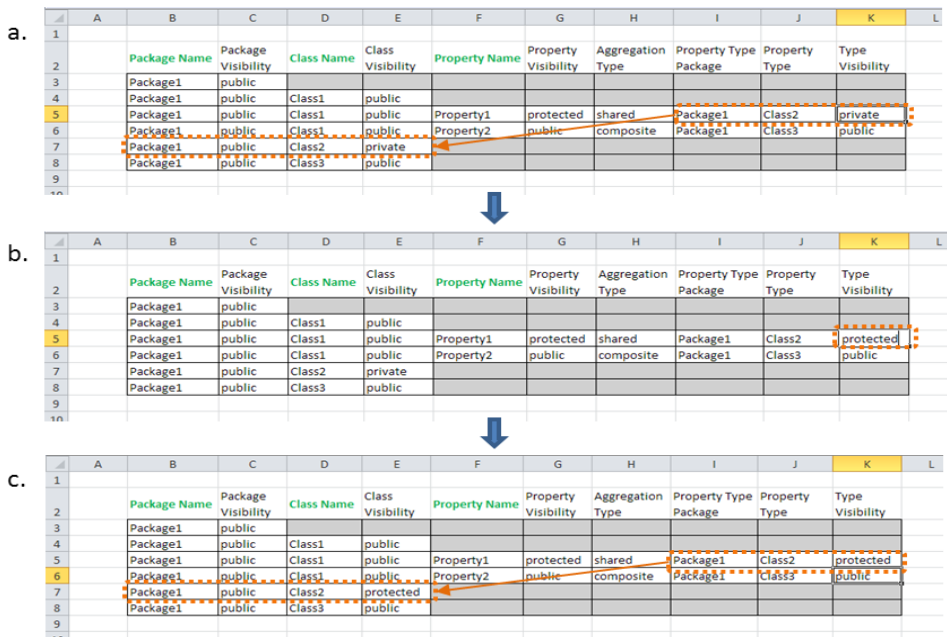 a.
A B C D E F G H I J K L
1
Package Class Property Aggregation Property Type Property Type
2 Package Name Visibility Class Name Visibility Property Name Visibility Type Package Type Visibility
3 Package1 public
4 Package1 public Class1 public
5 Package1 public Class1 public Property1 protected shared Package1 Class2 private
6 Package1 public Class1 public Property2 public composite Package1 Class3 public
7 Package1 public Class2 private
8 Package1 public Class3 public
9
10
b.
A B C D E F G H I J K L
1
Package Class Property Aggregation Property Type Property Type
2 Package Name Visibility Class Name Visibility Property Name Visibility Type Package Type Visibility
3 Package1 public
4 Package1 public Class1 public
5 Package1 public Class1 public Property1 protected shared Package1 Class2 protected
6 Package1 public Class1 public Property2 public composite Package1 Class3 public
7 Package1 public Class2 private
8 Package1 public Class3 public
9
10
c.
A B C D E F G H I J K L
1
Package Class Property Aggregation Property Type Property Type
2 Package Name Visibility Class Name Visibility Property Name Visibility Type Package Type Visibility
3 Package1 public
4 Package1 public Class1 public
5 Package1 public Class1 public Property1 protected shared Package1 Class2 protected
6 Package1 public Class1 public Property2 public composite Package1 Class3 public
7 Package1 public Class2 protected
8 Package1 public Class3 public
9